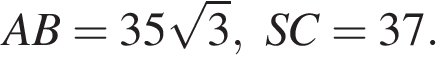 AB = 35√3, SC = 37.